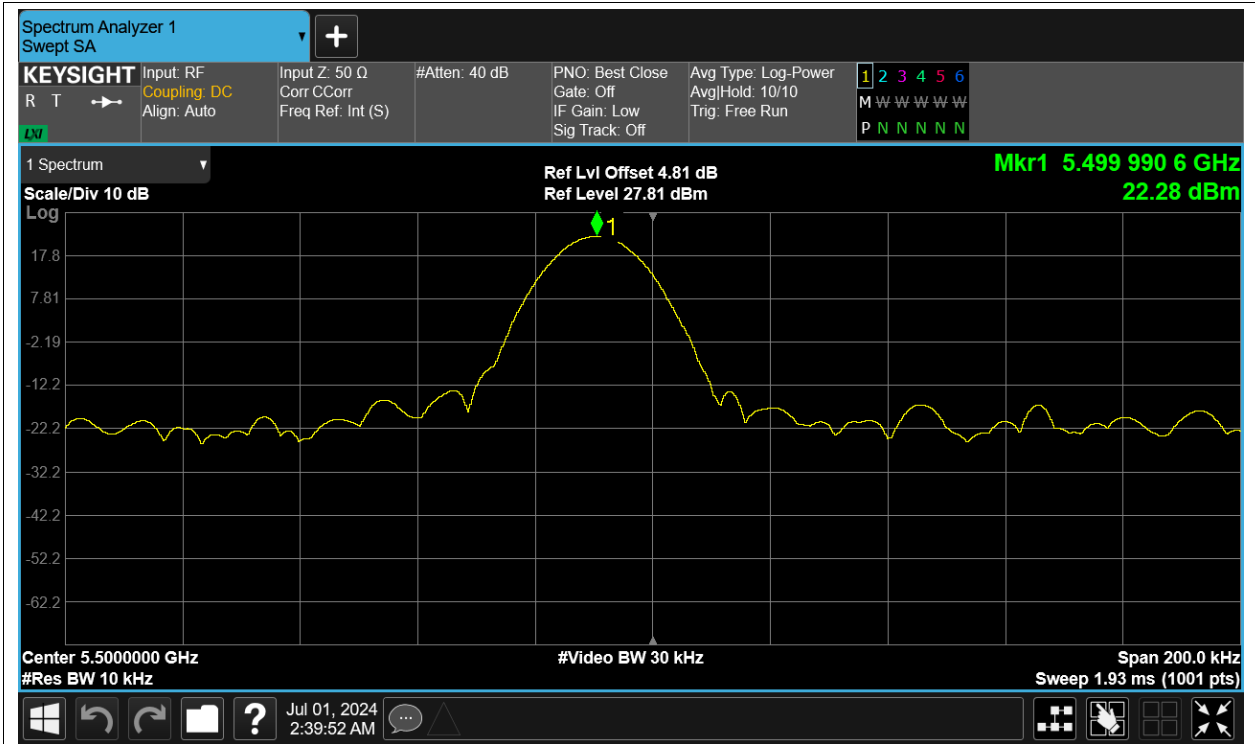 Spectrum Analyzer 1
Swept SA
+
KEYSIGHT
R T
LXI
Input: RF
Coupling: DC
Align: Auto
Input Z: 50 Ω
Corr CCorr
Freq Ref: Int (S)
#Atten: 40 dB
PNO: Best Close
Gate: Off
IF Gain: Low
Sig Track: Off
Avg Type: Log-Power
Avg|Hold: 10/10
Trig: Free Run
1 2 3 4 5 6
M W W W W W
P N N N N N
1 Spectrum
Scale/Div 10 dB
Log
Ref Lvl Offset 4.81 dB
Ref Level 27.81 dBm
Mkr1 5.499 990 6 GHz
22.28 dBm
1
17.8
7.81
-2.19
-12.2
-22.2
-32.2
-42.2
-52.2
-62.2
Center 5.5000000 GHz
#Video BW 30 kHz
Span 200.0 kHz
#Res BW 10 kHz
Sweep 1.93 ms (1001 pts)
?
Jul 01, 2024
2:39:52 AM